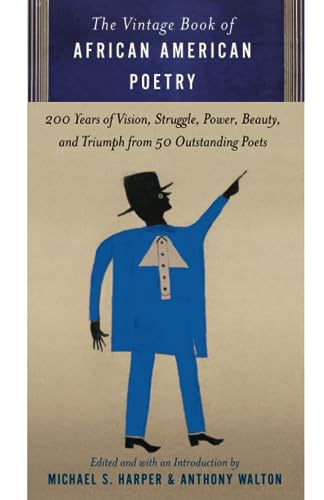 The Vintage Book of
AFRICAN AMERICAN
POETRY
200 Years of Vision, Struggle, Power, Beauty,
and Triumph from 50 Outstanding Poets
Edited and with an Introduction by
MICHAEL S. HARPER & ANTHONY WALTON